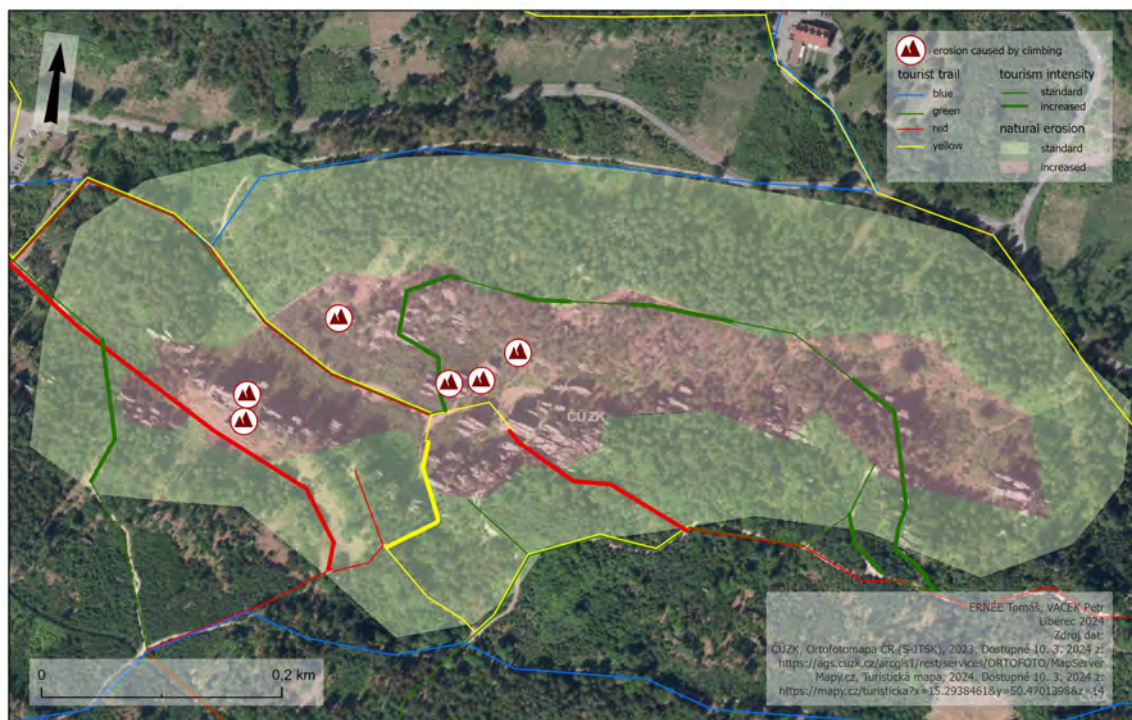 erosion caused by climbing
tourist trail
blue
green
red
yellow
tourism intensity
standard
increased
natural erosion
standard
increased
ČÚZK
0
0,2 km
ERNÉE Tomáš, VACEK Petr
Liberec 2024
Zdroj dat:
ČÚZK, Ortofotomapa ČR (S-JTSK), 2023, Dostupné 10. 3. 2024 z:
https://ags.cuzk.cz/arcgis1/rest/services/ORTOFOTO/MapServer
Mapy.cz, Turistická mapa, 2024. Dostupné 10. 3. 2024 z:
https://mapy.cz/turisticka?x=15.2938461&y=50.4701398&z=14